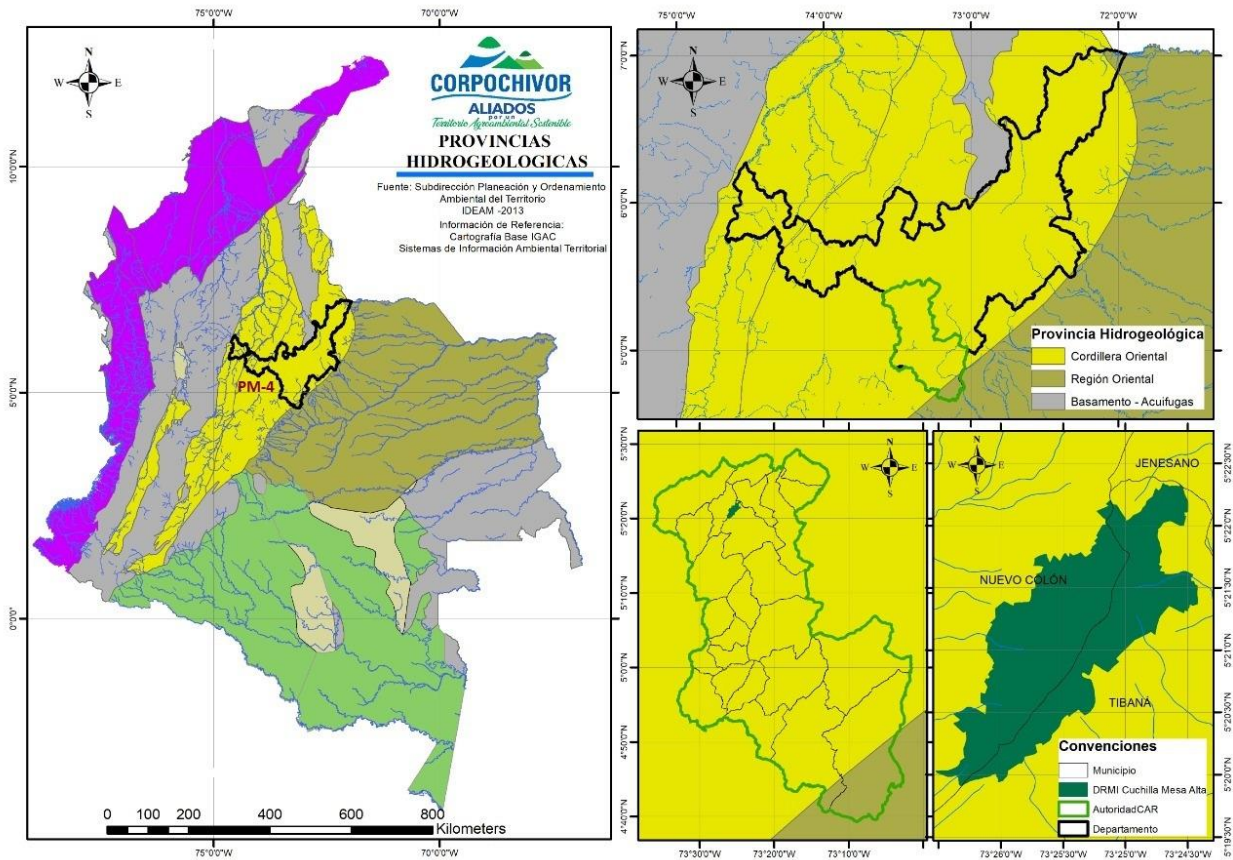 75°0'0"W
70°0'0"W
N
W
E
S
CORPOCHIVOR
ALIADOS
por un
Territorio Agroambiental Sostenible
PROVINCIAS
HIDROGEOLOGICAS
Fuente: Subdirección Planeación y Ordenamiento
Ambiental del Territorio
IDEAM -2013
Información de Referencia:
Cartografía Base IGAC
Sistemas de Información Ambiental Territorial
10°0'0"N
5°0'0"N
0°0'0"
PM-4
0 100 200 400 600 800
Kilometers
75°0'0"W
70°0'0"W
75°0'0"W
74°0'0"W
73°0'0"W
72°0'0"W
N
W
E
S
7°0'0"N
6°0'0"N
5°0'0"N
Provincia Hidrogeológica
Cordillera Oriental
Región Oriental
Basamento - Acuifugas
N
W
E
S
5°30'0"N
5°20'0"N
5°10'0"N
5°0'0"N
4°50'0"N
4°40'0"N
73°30'0"W
73°20'0"W
73°10'0"W
N
W
E
S
JENESANO
NUEVO COLÓN
TIBANÁ
5°22'30"N
5°22'0"N
5°21'30"N
5°21'0"N
5°20'30"N
5°20'0"N
5°19'30"N
Convenciones
Municipio
DRMI Cuchilla Mesa Alta
AutoridadCAR
Departamento
73°26'0"W
73°25'30"W
73°25'0"W
73°24'30"W